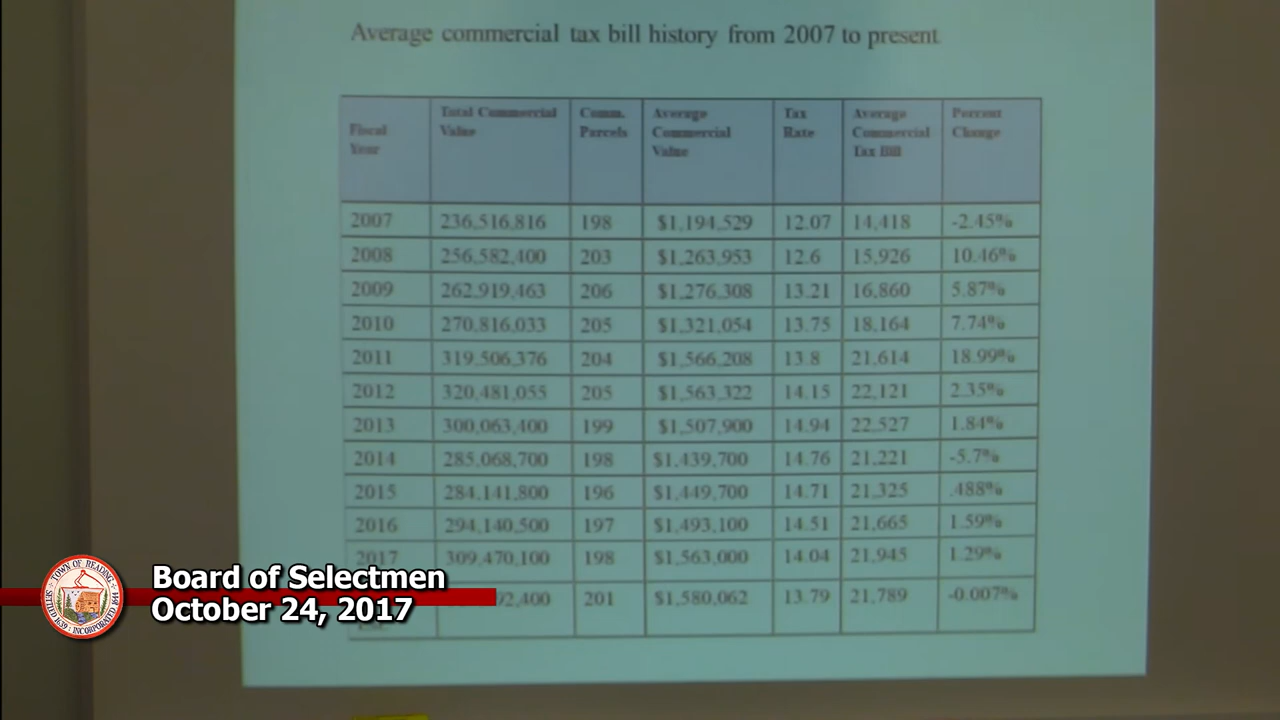 Average commercial tax bill history from 2007 to present
Fiscal Year Total Commercial Value Comm. Parcels Average Commercial Value Tax Rate Average Commercial Tax Bill Percent Change
2007 236,516,816 198 $1,194,529 12.07 14,418 -2.45%
2008 256,582,400 203 $1,263,953 12.6 15,926 10.46%
2009 262,919,463 206 $1,276,308 13.21 16,860 5.87%
2010 270,816,033 205 $1,321,054 13.75 18,164 7.74%
2011 319,506,376 204 $1,566,208 13.8 21,614 18.99%
2012 320,481,055 205 $1,563,322 14.15 22,121 2.35%
2013 300,063,400 199 $1,507,900 14.94 22,527 1.84%
2014 285,068,700 198 $1,439,700 14.76 21,221 -5.7%
2015 284,141,800 196 $1,449,700 14.71 21,325 .488%
2016 294,140,500 197 $1,493,100 14.51 21,665 1.59%
2017 309,470,100 198 $1,563,000 14.04 21,945 1.29%
92,400 201 $1,580,062 13.79 21,789 -0.007%
TOWN OF READING
SETTLED 1639 INCORPORATED 1644
Board of Selectmen
October 24, 2017